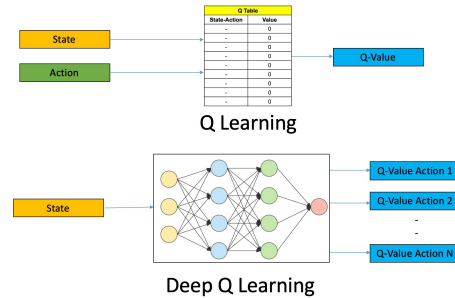 Q Table
State-Action Value
- 0
- 0
- 0
- 0
- 0
- 0
- 0
- 0
- 0
State
Action
Q-Value
Q Learning
State
Q-Value Action 1
Q-Value Action 2
-
-
Q-Value Action N
Deep Q Learning